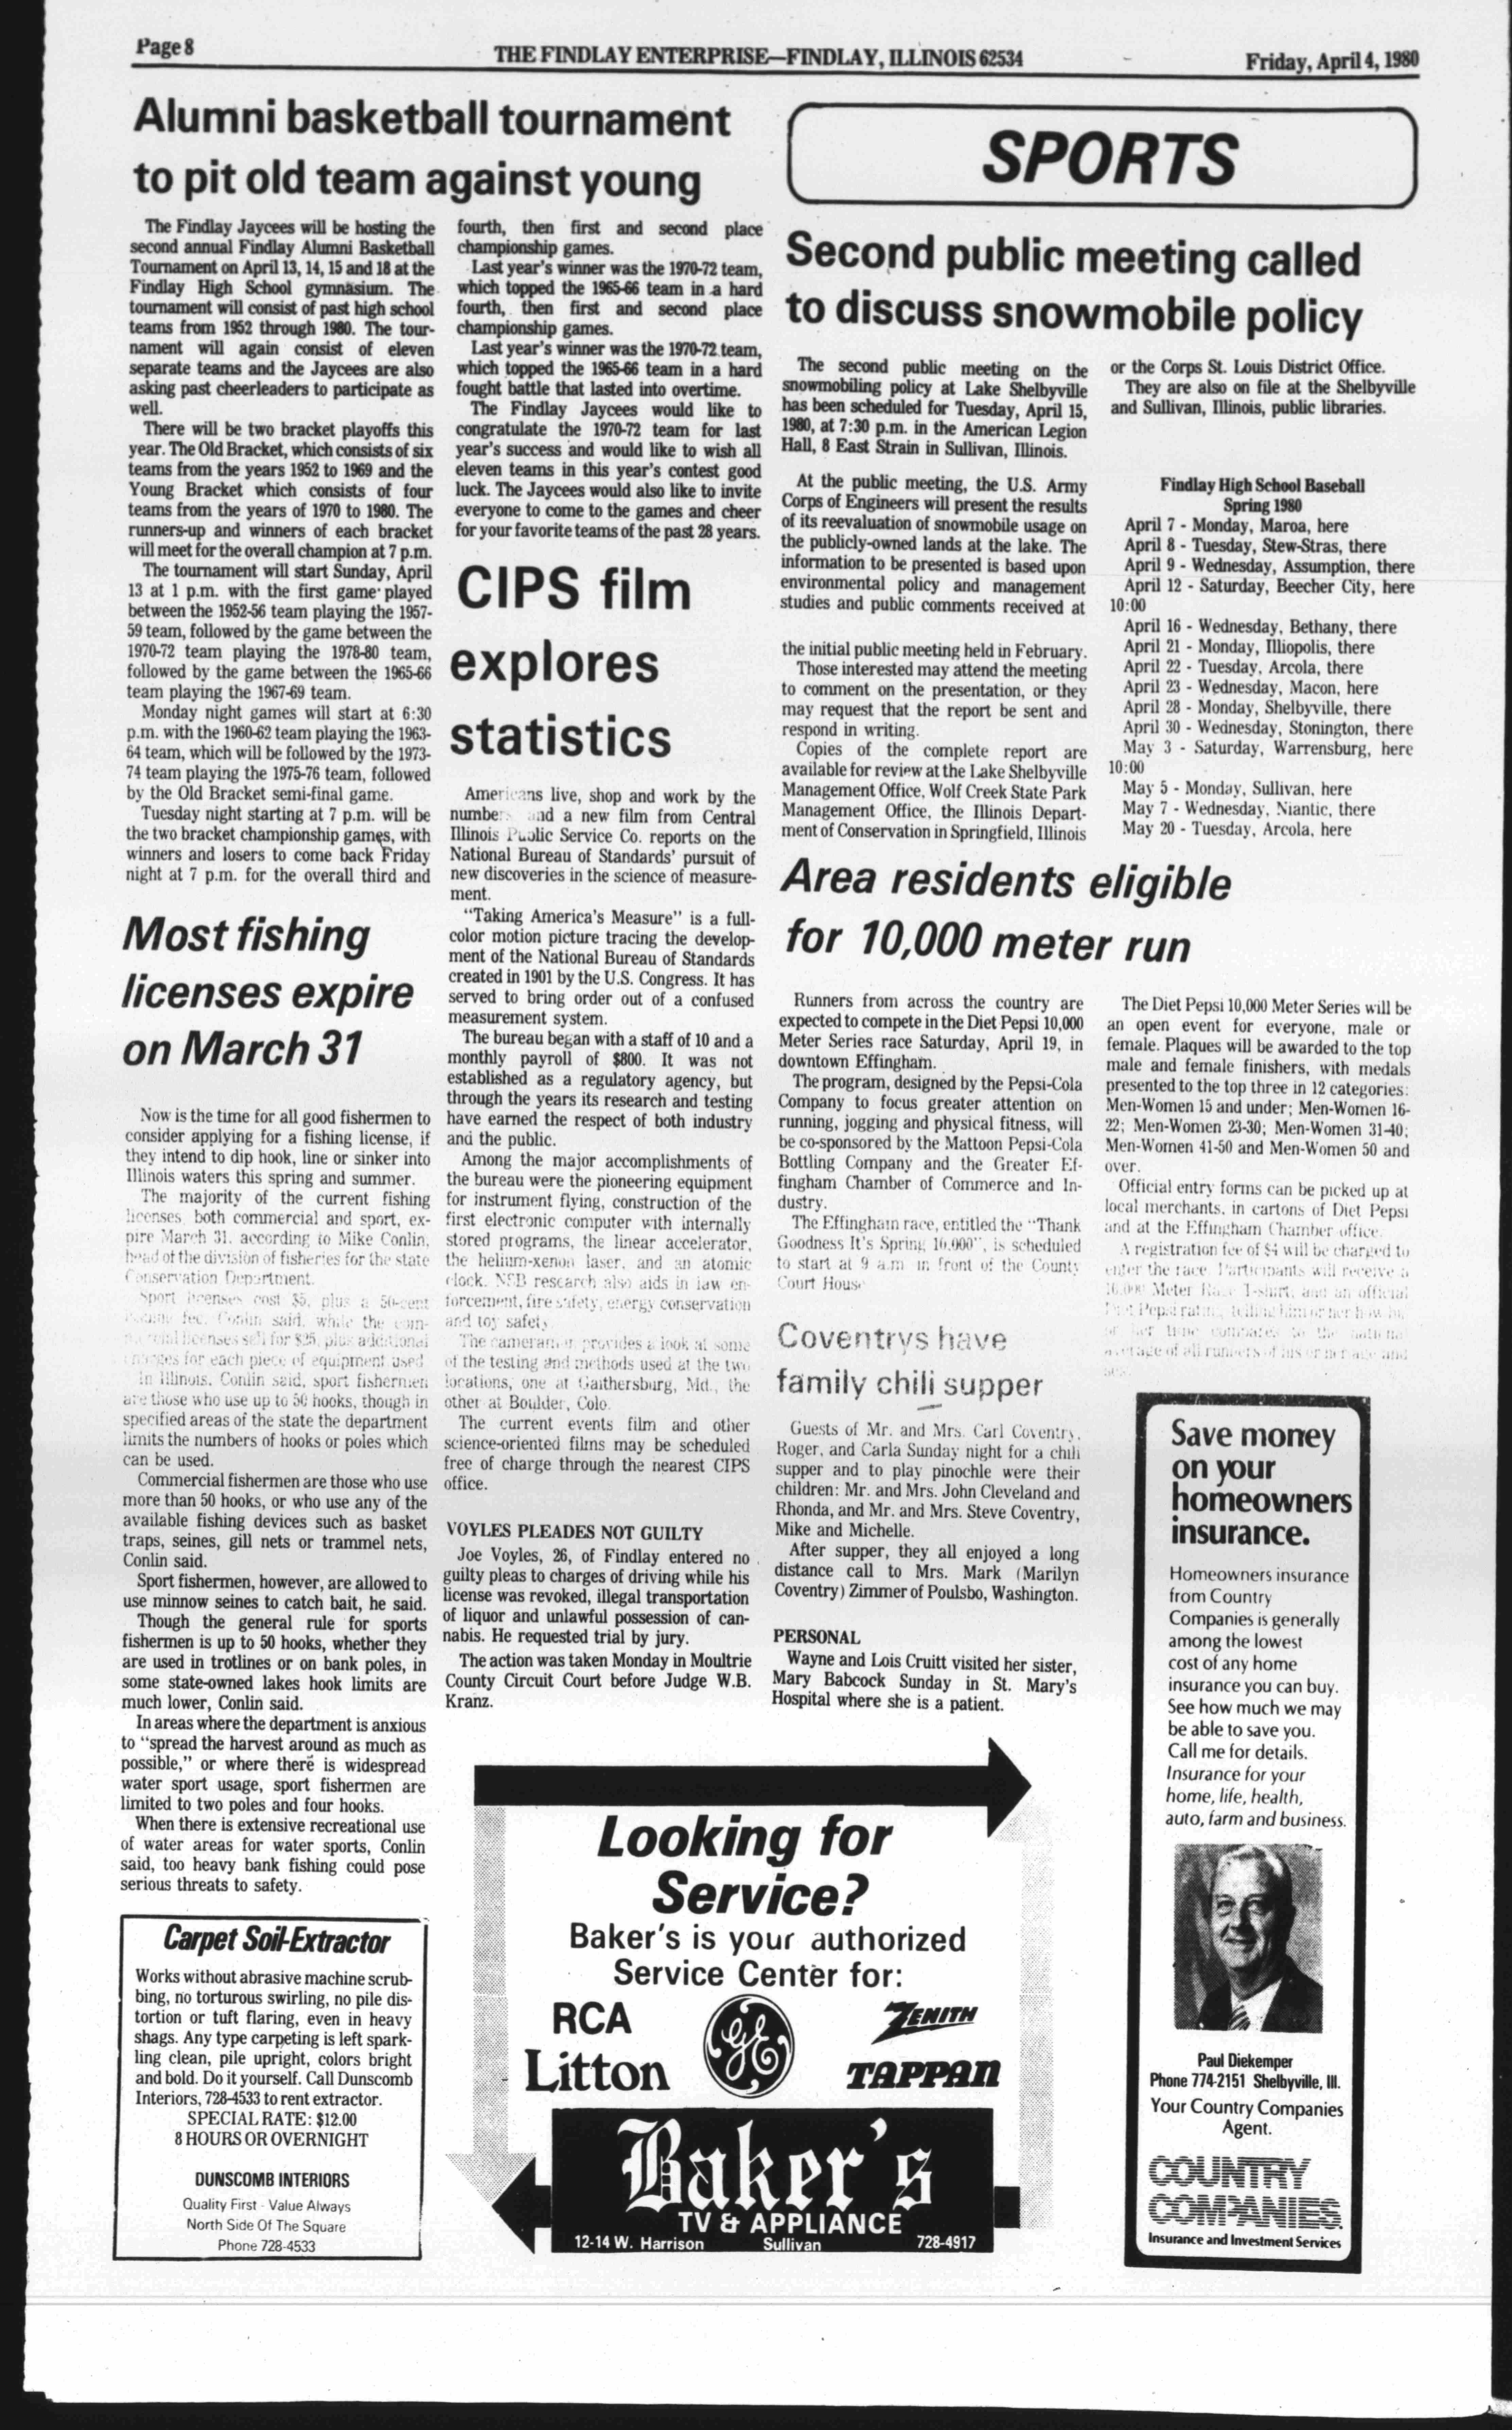 Page 8
THE FINDLAY ENTERPRISE—FINDLAY, ILLINOIS 62534
Friday, April 4, 1980
Alumni basketball tournament
to pit old team against young
The Findlay Jaycees will be hosting the
second annual Findlay Alumni Basketball
Tournament on April 13, 14, 15 and 18 at the
Findlay High School gymnasium. The
tournament will consist of past high school
teams from 1952 through 1980. The tour-
nament will again consist of eleven
separate teams and the Jaycees are also
asking past cheerleaders to participate as
well.
There will be two bracket playoffs this
year. The Old Bracket, which consists of six
teams from the years 1952 to 1969 and the
Young Bracket which consists of four
teams from the years of 1970 to 1980. The
runners-up and winners of each bracket
will meet for the overall champion at 7 p.m.
The tournament will start Sunday, April
13 at 1 p.m. with the first game played
between the 1952-56 team playing the 1957-
59 team, followed by the game between the
1970-72 team playing the 1978-80 team,
followed by the game between the 1965-66
team playing the 1967-69 team.
Monday night games will start at 6:30
p.m. with the 1960-62 team playing the 1963-
64 team, which will be followed by the 1973-
74 team playing the 1975-76 team, followed
by the Old Bracket semi-final game.
Tuesday night starting at 7 p.m. will be
the two bracket championship games, with
winners and losers to come back Friday
night at 7 p.m. for the overall third and
fourth, then first and second place
championship games.
Last year's winner was the 1970-72 team,
which topped the 1965-66 team in a hard
fourth, then first and second place
championship games.
Last year's winner was the 1970-72 team,
which topped the 1965-66 team in a hard
fought battle that lasted into overtime.
The Findlay Jaycees would like to
congratulate the 1970-72 team for last
year's success and would like to wish all
eleven teams in this year's contest good
luck. The Jaycees would also like to invite
everyone to come to the games and cheer
for your favorite teams of the past 28 years.
Most fishing
licenses expire
on March 31
Now is the time for all good fishermen to
consider applying for a fishing license, if
they intend to dip hook, line or sinker into
Illinois waters this spring and summer.
The majority of the current fishing
licenses, both commercial and sport, ex-
pire March 31, according to Mike Conlin,
head of the division of fisheries for the state
Conservation Department.
Sport licenses cost $5, plus a 50-cent
fee, Conlin said, while the com-
mercial licenses sell for $25, plus additional
charges for each piece of equipment used.
In Illinois, Conlin said, sport fishermen
are those who use up to 50 hooks, though in
specified areas of the state the department
limits the numbers of hooks or poles which
can be used.
Commercial fishermen are those who use
more than 50 hooks, or who use any of the
available fishing devices such as basket
traps, seines, gill nets or trammel nets,
Conlin said.
Sport fishermen, however, are allowed to
use minnow seines to catch bait, he said.
Though the general rule for sports
fishermen is up to 50 hooks, whether they
are used in trotlines or on bank poles, in
some state-owned lakes hook limits are
much lower, Conlin said.
In areas where the department is anxious
to "spread the harvest around as much as
possible," or where there is widespread
water sport usage, sport fishermen are
limited to two poles and four hooks.
When there is extensive recreational use
of water areas for water sports, Conlin
said, too heavy bank fishing could pose
serious threats to safety.
Carpet Soil-Extractor
Works without abrasive machine scrub-
bing, no torturous swirling, no pile dis-
tortion or tuft flaring, even in heavy
shags. Any type carpeting is left spark-
ling clean, pile upright, colors bright
and bold. Do it yourself. Call Dunscomb
Interiors, 728-4533 to rent extractor.
SPECIAL RATE: $12.00
8 HOURS OR OVERNIGHT
DUNSCOMB INTERIORS
Quality First - Value Always
North Side Of The Square
Phone 728-4533
CIPS film
explores
statistics
Americans live, shop and work by the
numbers and a new film from Central
Illinois Public Service Co. reports on the
National Bureau of Standards' pursuit of
new discoveries in the science of measure-
ment.
"Taking America's Measure" is a full-
color motion picture tracing the develop-
ment of the National Bureau of Standards
created in 1901 by the U.S. Congress. It has
served to bring order out of a confused
measurement system.
The bureau began with a staff of 10 and a
monthly payroll of $800. It was not
established as a regulatory agency, but
through the years its research and testing
have earned the respect of both industry
and the public.
Among the major accomplishments of
the bureau were the pioneering equipment
for instrument flying, construction of the
first electronic computer with internally
stored programs, the linear accelerator,
the helium-xenon laser, and an atomic
clock. NFB research also aids in law en-
forcement, fire safety, energy conservation
and toy safety.
The cameraman provides a look at some
of the testing and methods used at the two
locations, one at Gaithersburg, Md., the
other at Boulder, Colo.
The current events film and other
science-oriented films may be scheduled
free of charge through the nearest CIPS
office.
VOYLES PLEADES NOT GUILTY
Joe Voyles, 26, of Findlay entered no
guilty pleas to charges of driving while his
license was revoked, illegal transportation
of liquor and unlawful possession of can-
nabis. He requested trial by jury.
The action was taken Monday in Moultrie
County Circuit Court before Judge W.B.
Kranz.
SPORTS
Second public meeting called
to discuss snowmobile policy
The second public meeting on the
snowmobiling policy at Lake Shelbyville
has been scheduled for Tuesday, April 15,
1980, at 7:30 p.m. in the American Legion
Hall, 8 East Strain in Sullivan, Illinois.
At the public meeting, the U.S. Army
Corps of Engineers will present the results
of its reevaluation of snowmobile usage on
the publicly-owned lands at the lake. The
information to be presented is based upon
environmental policy and management
studies and public comments received at
the initial public meeting held in February.
Those interested may attend the meeting
to comment on the presentation, or they
may request that the report be sent and
respond in writing.
Copies of the complete report are
available for review at the Lake Shelbyville
Management Office, Wolf Creek State Park
Management Office, the Illinois Depart-
ment of Conservation in Springfield, Illinois
or the Corps St. Louis District Office.
They are also on file at the Shelbyville
and Sullivan, Illinois, public libraries.
Findlay High School Baseball
Spring 1980
April 7 - Monday, Maroa, here
April 8 - Tuesday, Stew-Stras, there
April 9 - Wednesday, Assumption, there
April 12 - Saturday, Beecher City, here
10:00
April 16 - Wednesday, Bethany, there
April 21 - Monday, Illiopolis, there
April 22 - Tuesday, Arcola, there
April 23 - Wednesday, Macon, here
April 28 - Monday, Shelbyville, there
April 30 - Wednesday, Stonington, there
May 3 - Saturday, Warrensburg, here
10:00
May 5 - Monday, Sullivan, here
May 7 - Wednesday, Niantic, there
May 20 - Tuesday, Arcola, here
Area residents eligible
for 10,000 meter run
Runners from across the country are
expected to compete in the Diet Pepsi 10,000
Meter Series race Saturday, April 19, in
downtown Effingham.
The program, designed by the Pepsi-Cola
Company to focus greater attention on
running, jogging and physical fitness, will
be co-sponsored by the Mattoon Pepsi-Cola
Bottling Company and the Greater Ef-
fingham Chamber of Commerce and In-
dustry.
The Effingham race, entitled the "Thank
Goodness It's Spring 10,000", is scheduled
to start at 9 a.m. in front of the County
Court House
The Diet Pepsi 10,000 Meter Series will be
an open event for everyone, male or
female. Plaques will be awarded to the top
male and female finishers, with medals
presented to the top three in 12 categories:
Men-Women 15 and under; Men-Women 16-
22; Men-Women 23-30; Men-Women 31-40;
Men-Women 41-50 and Men-Women 50 and
over.
Official entry forms can be picked up at
local merchants, in cartons of Diet Pepsi
and at the Effingham Chamber office.
A registration fee of $4 will be charged to
enter the race. Participants will receive a
10,000 Meter Race T-shirt, and an official
Diet Pepsi rating, telling him or her how his
or her time compares to the national
average of all runners of his or her age and
sex.
Coventrys have
family chili supper
Guests of Mr. and Mrs. Carl Coventry,
Roger, and Carla Sunday night for a chili
supper and to play pinochle were their
children: Mr. and Mrs. John Cleveland and
Rhonda, and Mr. and Mrs. Steve Coventry,
Mike and Michelle.
After supper, they all enjoyed a long
distance call to Mrs. Mark (Marilyn
Coventry) Zimmer of Poulsbo, Washington.
PERSONAL
Wayne and Lois Cruitt visited her sister,
Mary Babcock Sunday in St. Mary's
Hospital where she is a patient.
Looking for
Service?
Baker's is your authorized
Service Center for:
RCA
GE
ZENITH
Litton
TAPPAN
Baker's
TV & APPLIANCE
12-14 W. Harrison Sullivan 728-4917
Save money
on your
homeowners
insurance.
Homeowners insurance
from Country
Companies is generally
among the lowest
cost of any home
insurance you can buy.
See how much we may
be able to save you.
Call me for details.
Insurance for your
home, life, health,
auto, farm and business.
Paul Diekemper
Phone 774-2151 Shelbyville, Ill.
Your Country Companies
Agent.
COUNTRY
COMPANIES
Insurance and Investment Services